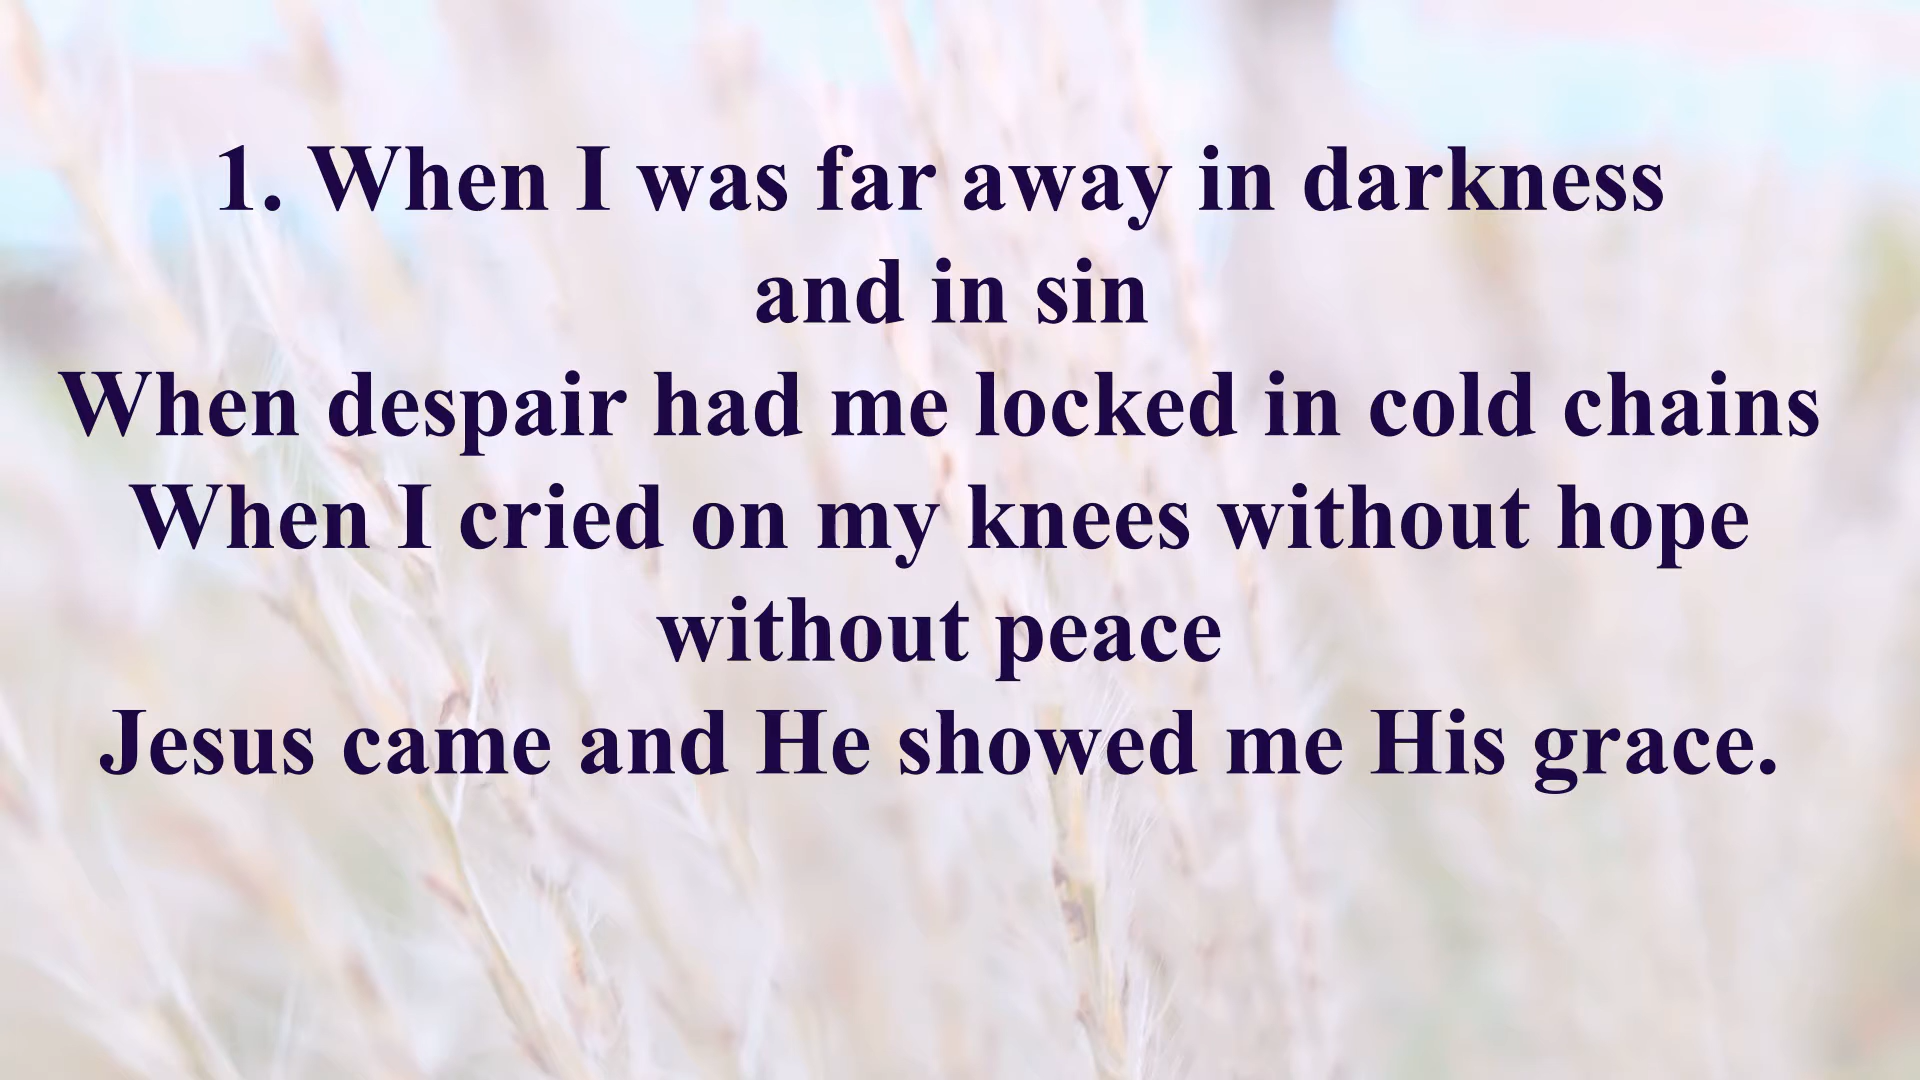 1. When I was far away in darkness
and in sin
When despair had me locked in cold chains
When I cried on my knees without hope
without peace
Jesus came and He showed me His grace.